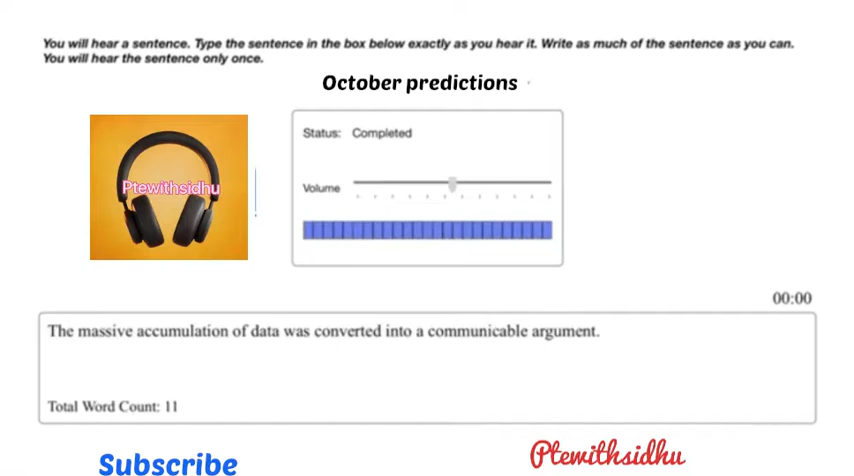 You will hear a sentence. Type the sentence in the box below exactly as you hear it. Write as much of the sentence as you can.
You will hear the sentence only once.
October predictions
Ptewithsidhu
Status: Completed
Volume
00:00
The massive accumulation of data was converted into a communicable argument.
Total Word Count: 11
Subscribe
Ptewithsidhu